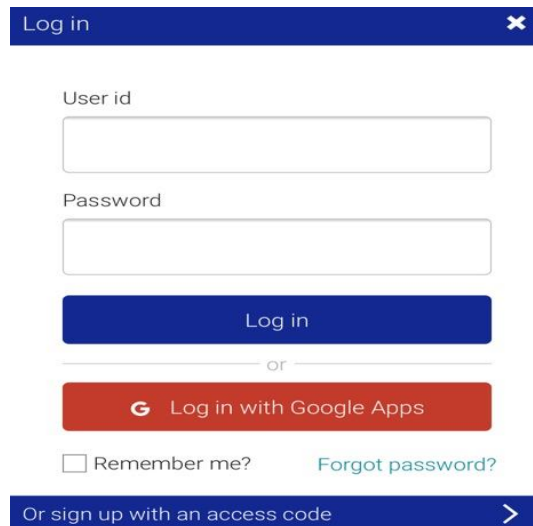 Log in
User id
Password
Log in
or
G Log in with Google Apps
Remember me? Forgot password?
Or sign up with an access code